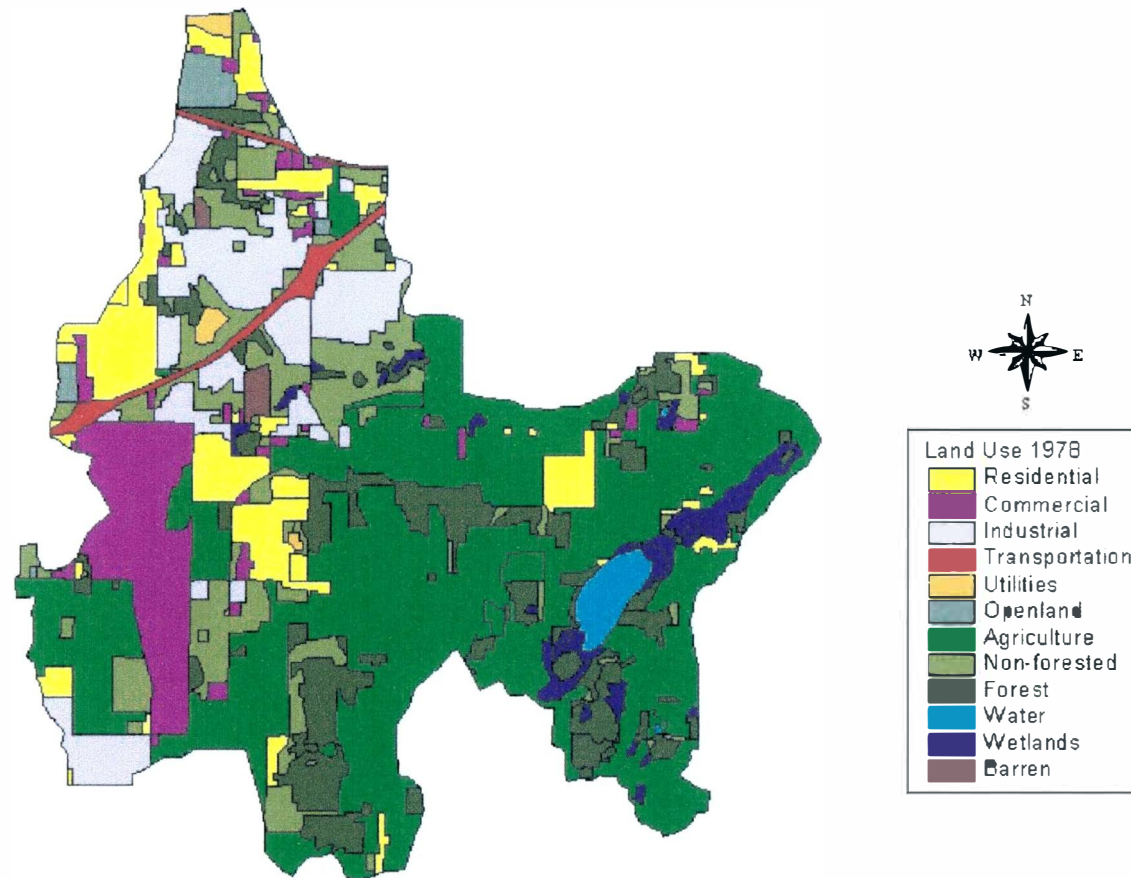 N
W E
S
Land Use 1978
Residential
Commercial
Industrial
Transportation
Utilities
Openland
Agriculture
Non-forested
Forest
Water
Wetlands
Barren